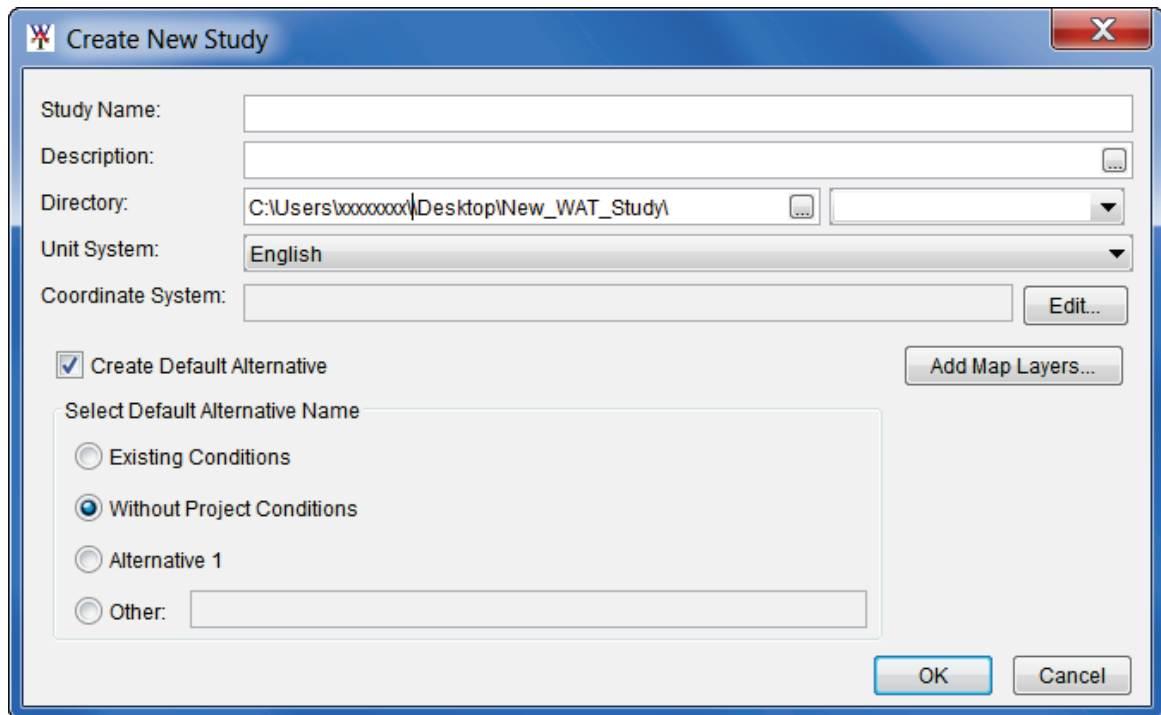 Create New Study
X
Study Name:
Description:
...
Directory: C:\Users\xxxxxxxx\\Desktop\New_WAT_Study\ ...
Unit System: English
Coordinate System: Edit...
Create Default Alternative Add Map Layers...
Select Default Alternative Name
Existing Conditions
Without Project Conditions
Alternative 1
Other:
OK Cancel